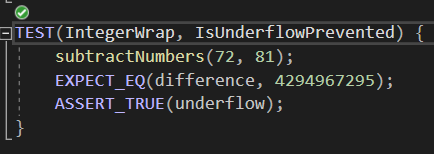 TEST(IntegerWrap, IsUnderflowPrevented) {
subtractNumbers(72, 81);
EXPECT_EQ(difference, 4294967295);
ASSERT_TRUE(underflow);
}